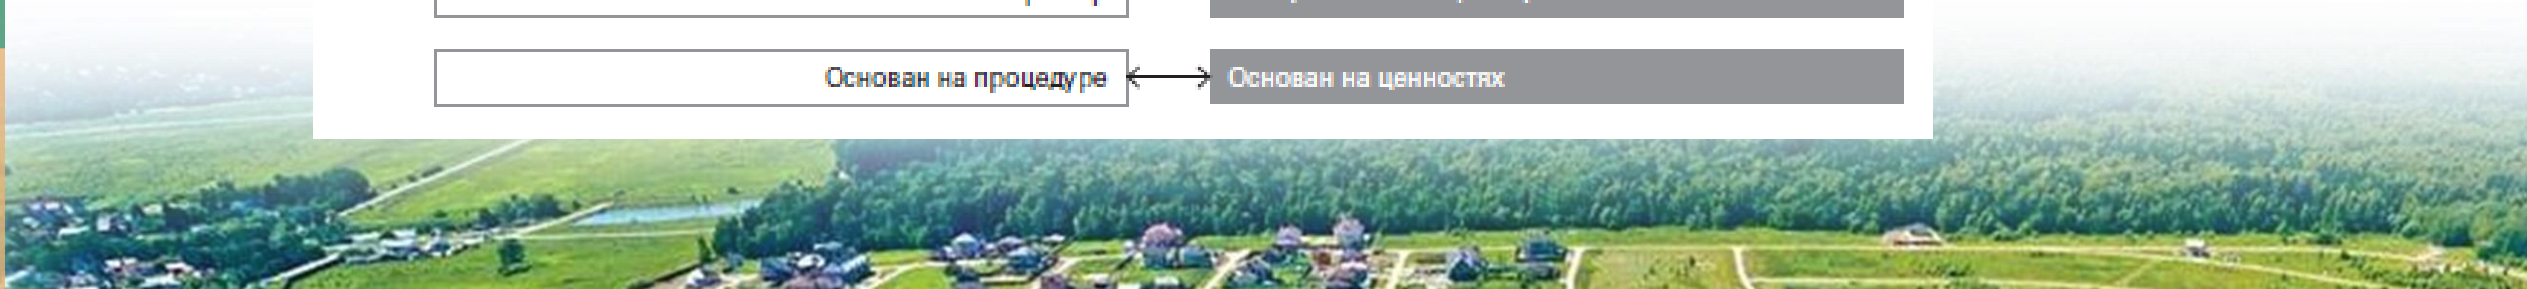 Основан на процедуре
Основан на ценностях